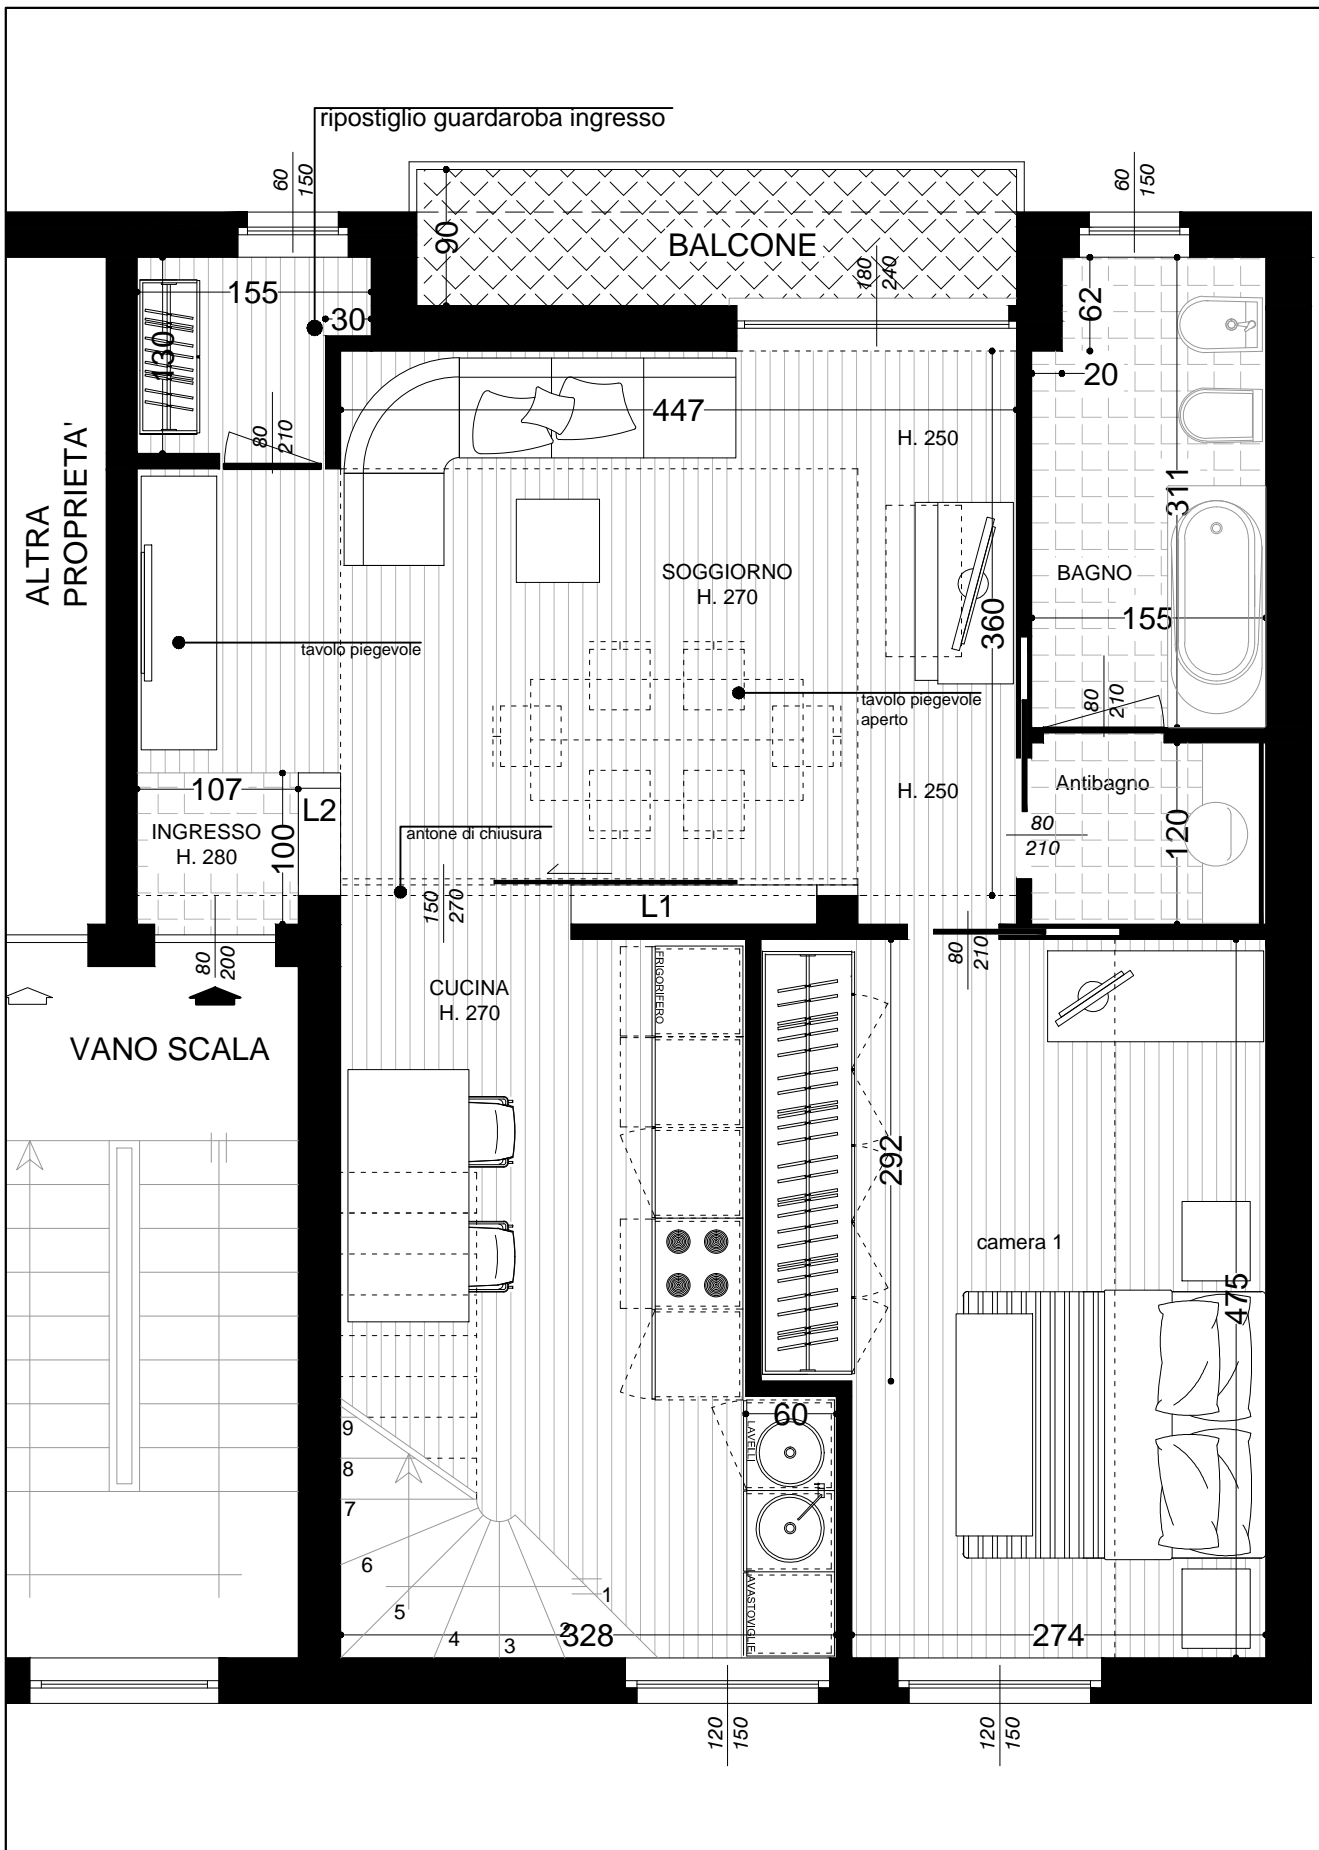 ripostiglio guardaroba ingresso
60
150
60
150
90
BALCONE
180
240
155
30
130
62
20
80
210
447
H. 250
311
ALTRA
PROPRIETA'
SOGGIORNO
H. 270
BAGNO
360
155
tavolo piegevole
tavolo piegevole
aperto
80
210
107
L2
H. 250
Antibagno
INGRESSO
H. 280
100
antone di chiusura
80
210
120
150
270
L1
80
200
80
210
CUCINA
H. 270
FRIGORIFERO
VANO SCALA
292
camera 1
475
60
LAVELLI
9
8
7
6
5
4
3
2
1
AVASTOVIGLIE
328
274
120
150
120
150